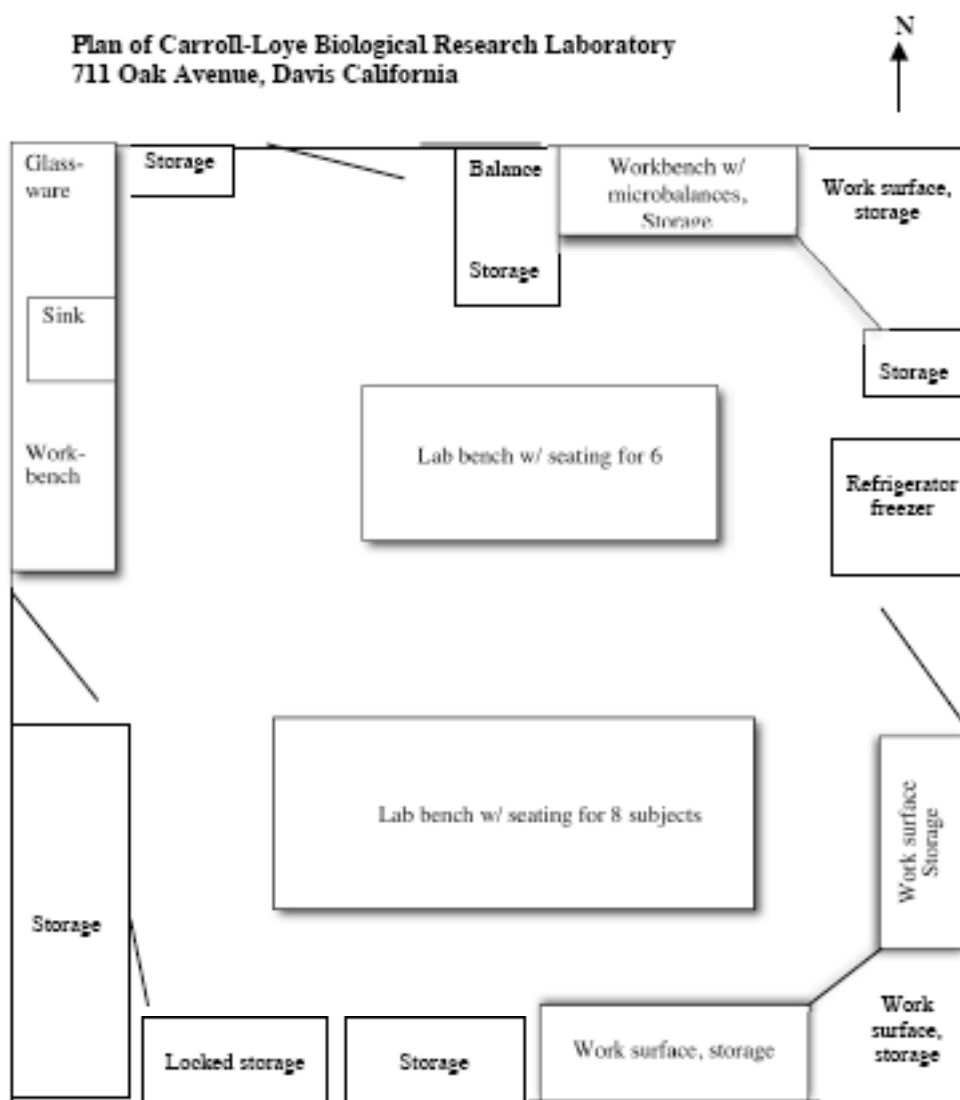 N
Plan of Carroll-Loye Biological Research Laboratory
711 Oak Avenue, Davis California
Glass-
ware
Storage
Balance
Storage
Workbench w/
microbalances,
Storage
Work surface,
storage
Sink
Storage
Work-
bench
Lab bench w/ seating for 6
Refrigerator
freezer
Lab bench w/ seating for 8 subjects
Work surface
Storage
Storage
Locked storage
Storage
Work surface, storage
Work
surface,
storage